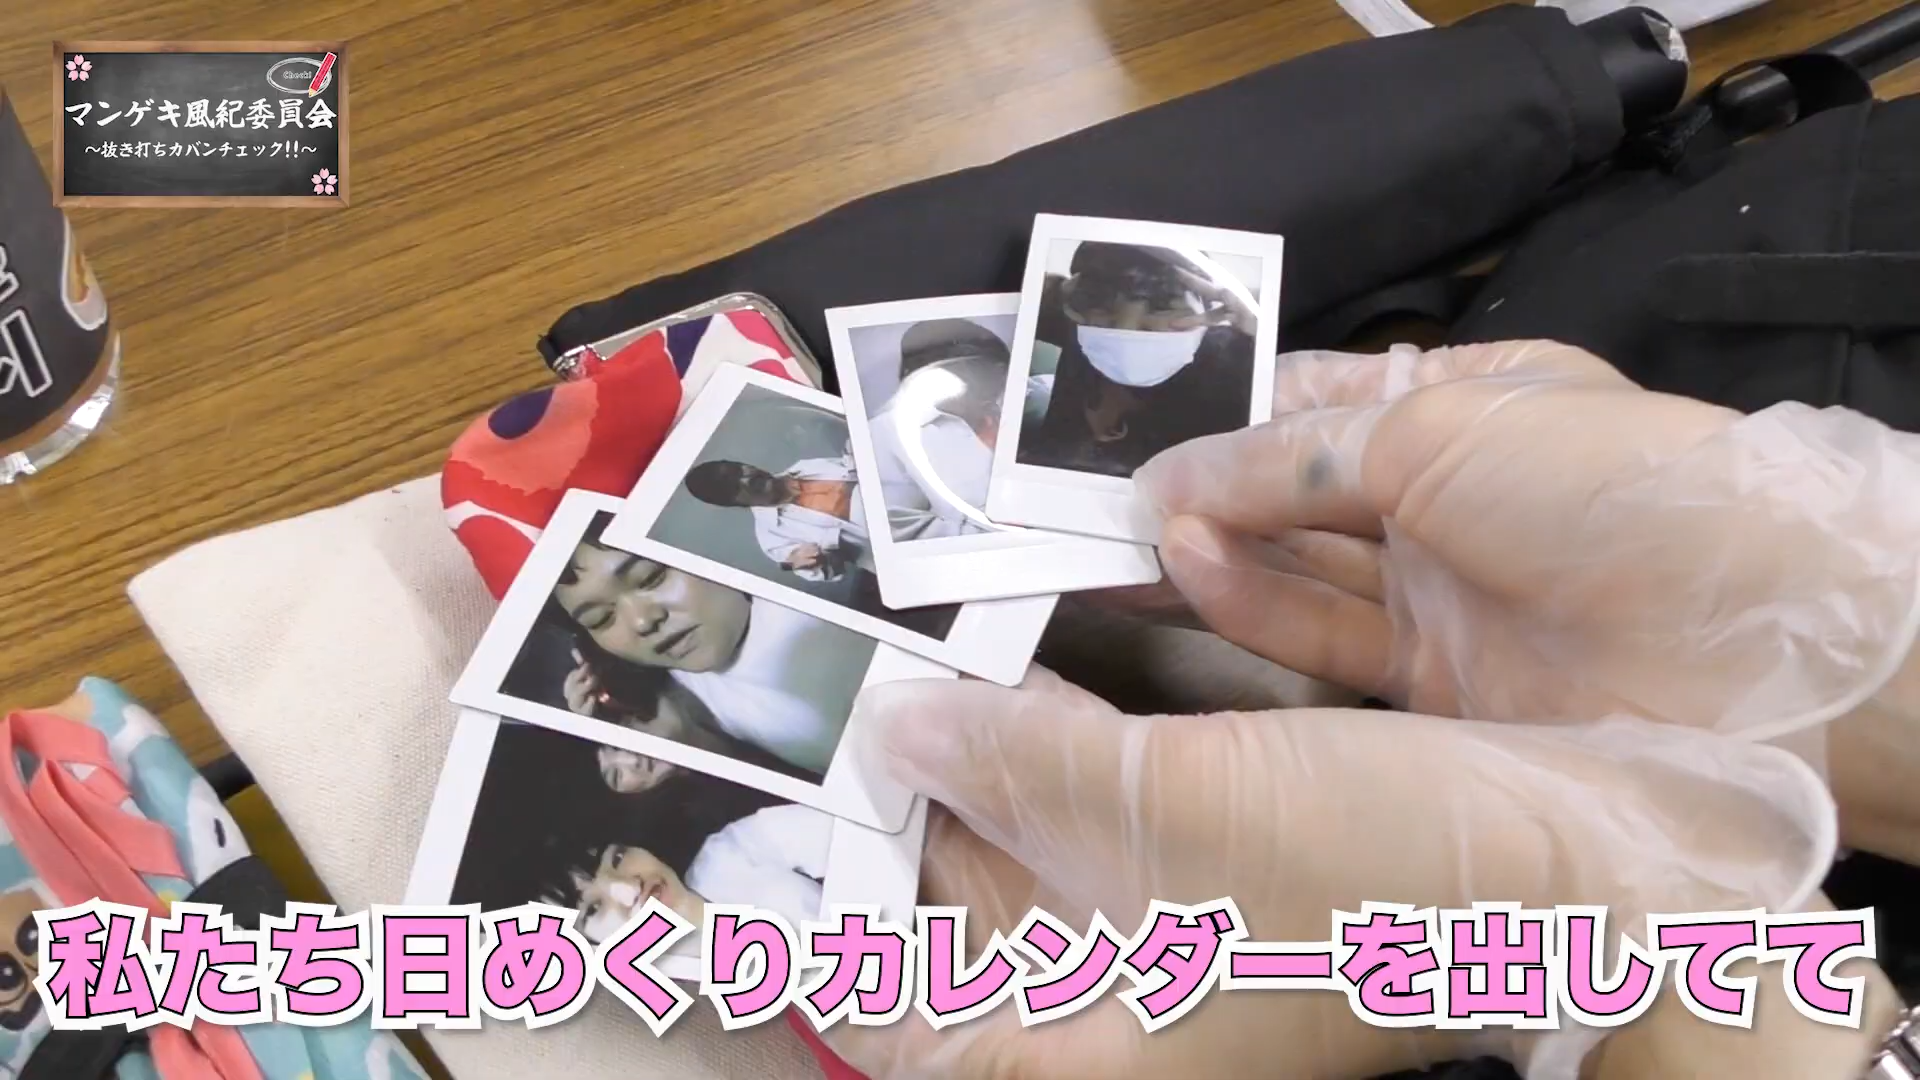 Check!
マンゲキ風紀委員会
〜抜き打ちカバンチェック!!〜
私たち日めくりカレンダーを出してて